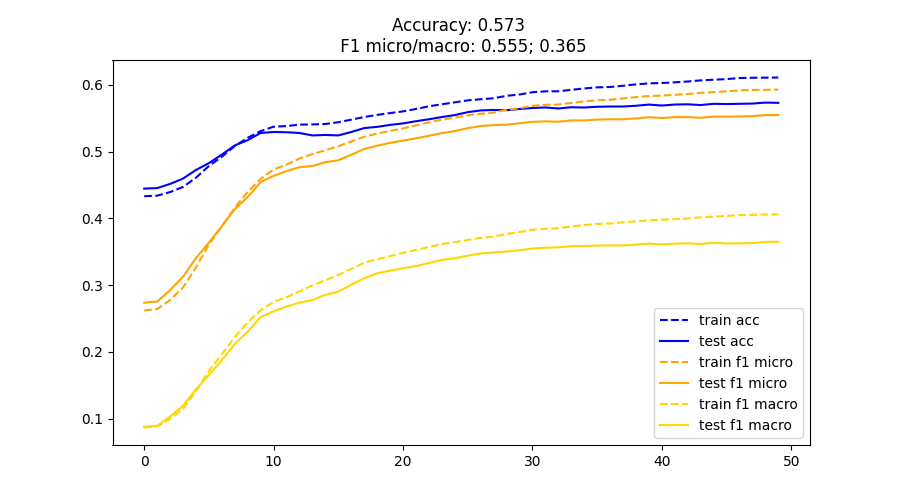 Accuracy: 0.573
F1 micro/macro: 0.555; 0.365
0.6
0.5
0.4
0.3
0.2
0.1
0 10 20 30 40 50
train acc
test acc
train f1 micro
test f1 micro
train f1 macro
test f1 macro